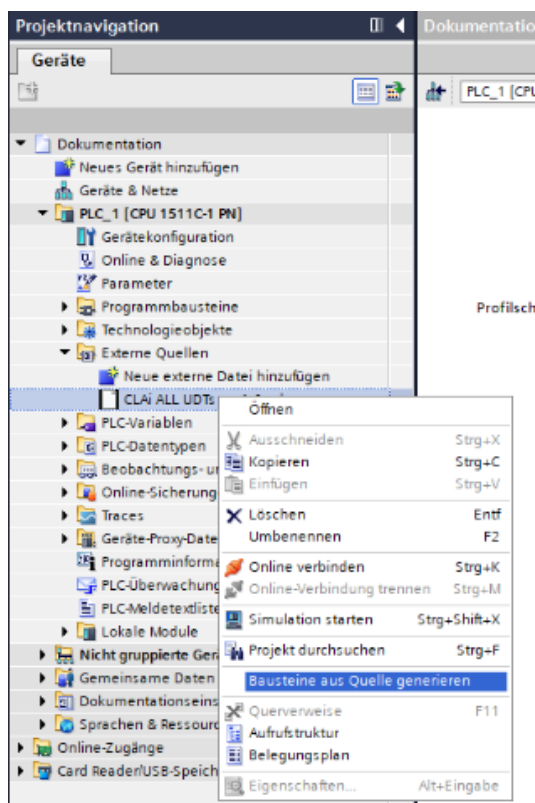 Projektnavigation
Dokumentation
Geräte
PLC_1 [CPU
Dokumentation
Neues Gerät hinzufügen
Geräte & Netze
PLC_1 [CPU 1511C-1 PN]
Gerätekonfiguration
Online & Diagnose
Parameter
Programmbausteine
Profilsch
Technologieobjekte
Externe Quellen
Neue externe Datei hinzufügen
CLAi ALL UDTs
PLC-Variablen
PLC-Datentypen
Beobachtungs- u
Online-Sicherung
Traces
Geräte-Proxy-Date
Programminforma
PLC-Überwachung
PLC-Meldetextliste
Lokale Module
Nicht gruppierte Ger
Gemeinsame Daten
Dokumentationseins
Sprachen & Ressourc
Online-Zugänge
Card Reader/USB-Speich
Öffnen
Ausschneiden Strg+X
Kopieren Strg+C
Einfügen Strg+V
Löschen Entf
Umbenennen F2
Online verbinden Strg+K
Online-Verbindung trennen Strg+M
Simulation starten Strg+Shift+X
Projekt durchsuchen Strg+F
Bausteine aus Quelle generieren
Querverweise F11
Aufrufstruktur
Belegungsplan
Eigenschaften... Alt+Eingabe